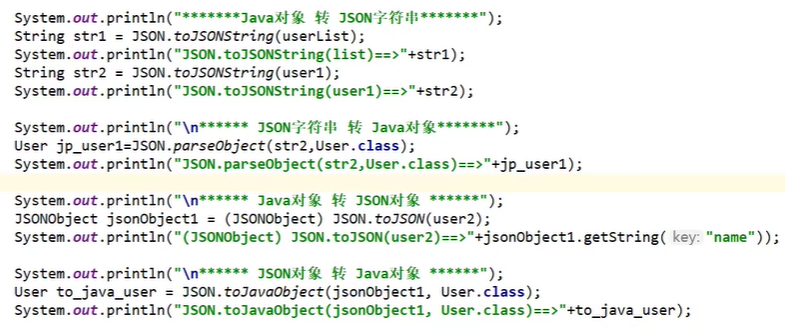 System.out.println("*******Java对象 转 JSON字符串*******");
String str1 = JSON.toJSONString(userList);
System.out.println("JSON.toJSONString(list)==>"+str1);
String str2 = JSON.toJSONString(user1);
System.out.println("JSON.toJSONString(user1)==>"+str2);
System.out.println("\n****** JSON字符串 转 Java对象*******");
User jp_user1=JSON.parseObject(str2,User.class);
System.out.println("JSON.parseObject(str2,User.class)==>"+jp_user1);
System.out.println("\n****** Java对象 转 JSON对象 ******");
JSONObject jsonObject1 = (JSONObject) JSON.toJSON(user2);
System.out.println("(JSONObject) JSON.toJSON(user2)==>"+jsonObject1.getString( key: "name"));
System.out.println("\n****** JSON对象 转 Java对象 ******");
User to_java_user = JSON.toJavaObject(jsonObject1, User.class);
System.out.println("JSON.toJavaObject(jsonObject1, User.class)==>"+to_java_user);